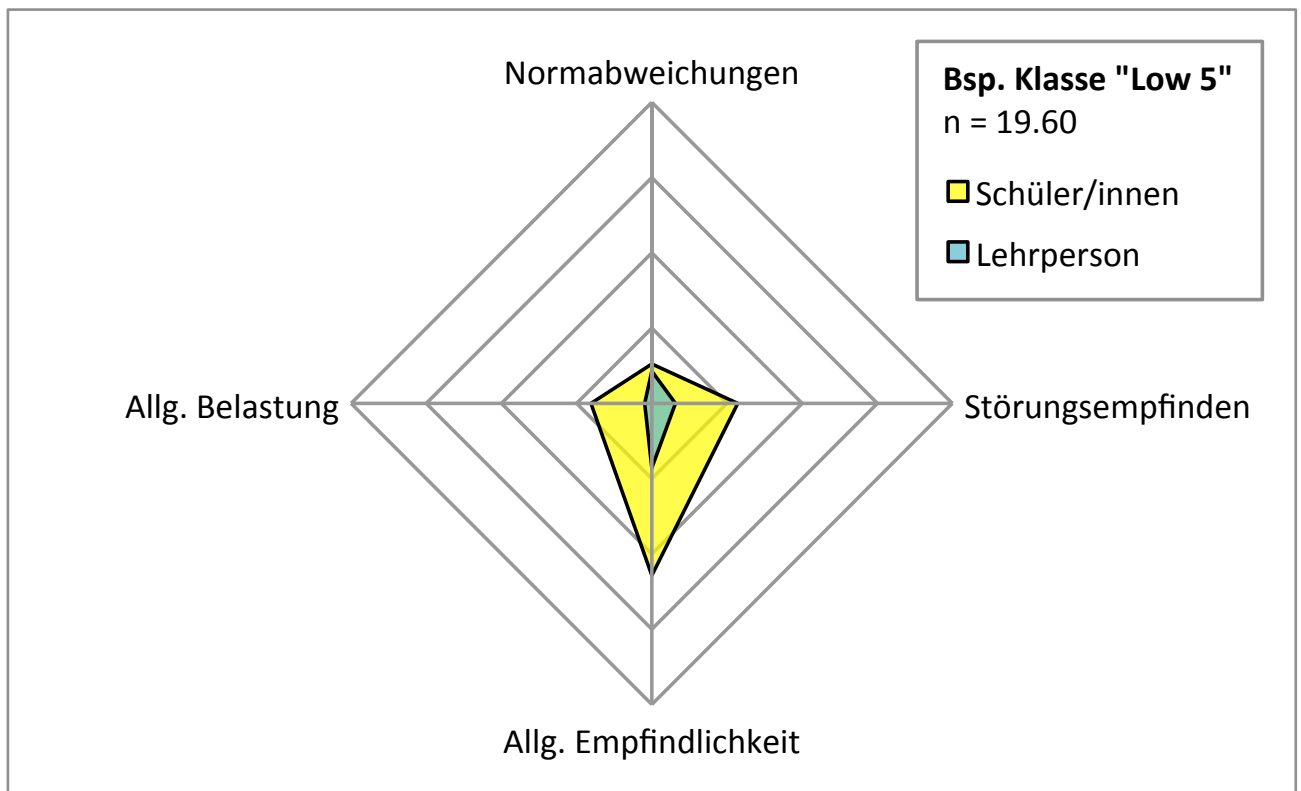 Normabweichungen
Bsp. Klasse "Low 5"
n = 19.60
Schüler/innen
Lehrperson
Allg. Belastung
Störungsempfinden
Allg. Empfindlichkeit